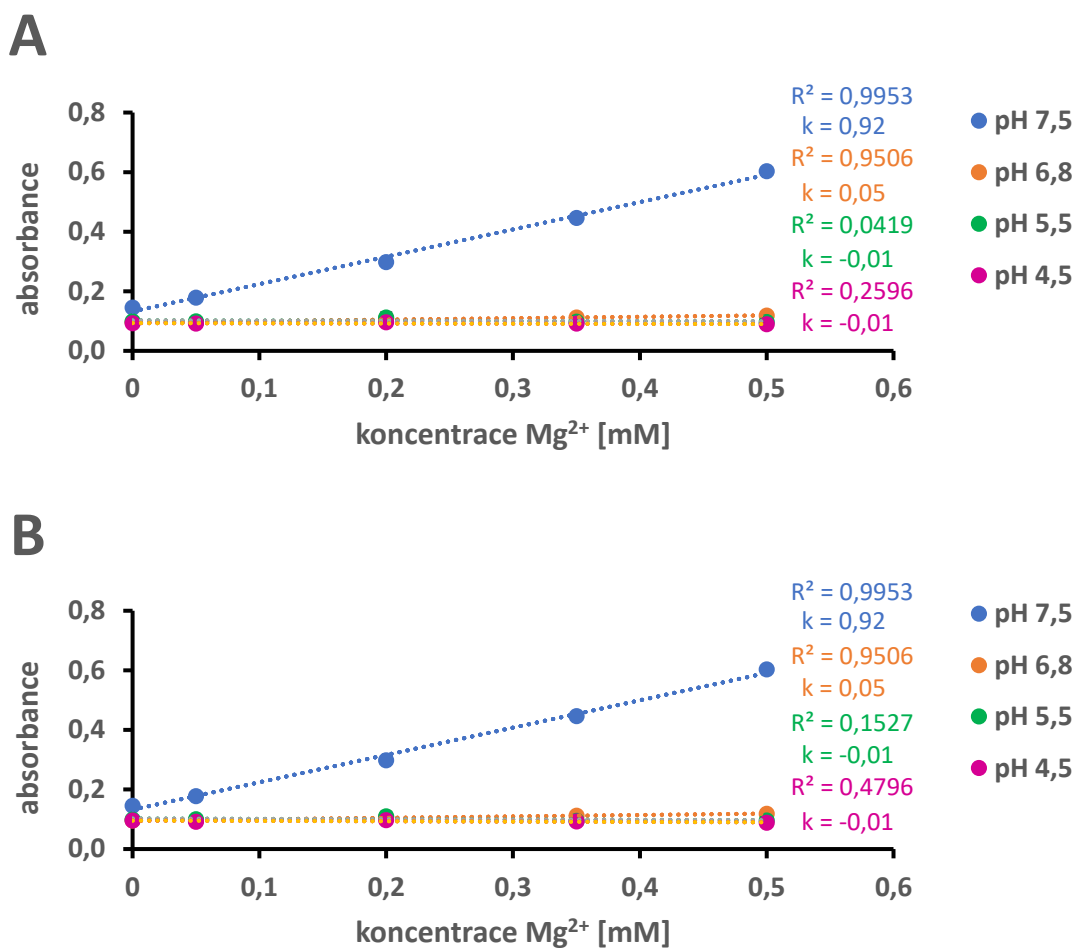 A
R² = 0,9953
k = 0,92
R² = 0,9506
k = 0,05
R² = 0,0419
k = -0,01
R² = 0,2596
k = -0,01
pH 7,5
pH 6,8
pH 5,5
pH 4,5
absorbance
0,8
0,6
0,4
0,2
0,0
0 0,1 0,2 0,3 0,4 0,5 0,6
koncentrace Mg²⁺ [mM]
B
R² = 0,9953
k = 0,92
R² = 0,9506
k = 0,05
R² = 0,1527
k = -0,01
R² = 0,4796
k = -0,01
pH 7,5
pH 6,8
pH 5,5
pH 4,5
absorbance
0,8
0,6
0,4
0,2
0,0
0 0,1 0,2 0,3 0,4 0,5 0,6
koncentrace Mg²⁺ [mM]